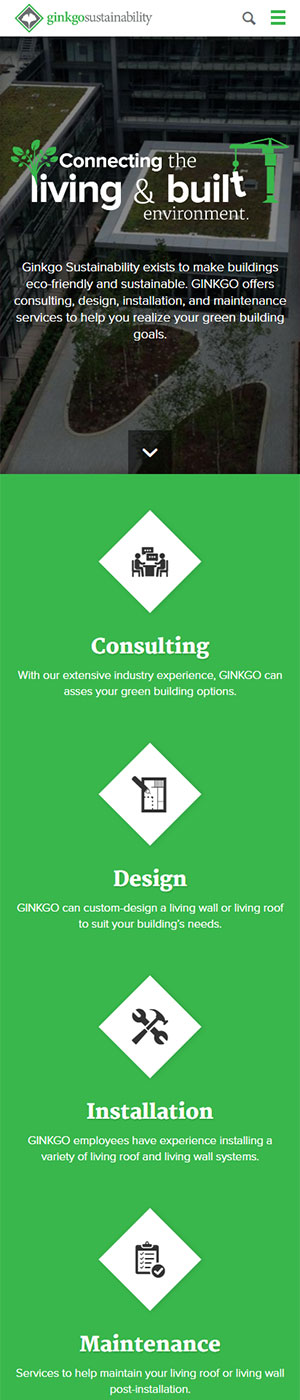 ginkgosustainability
Connecting the
living & built
environment.
Ginkgo Sustainability exists to make buildings
eco-friendly and sustainable. GINKGO offers
consulting, design, installation, and maintenance
services to help you realize your green building
goals.
Consulting
With our extensive industry experience, GINKGO can
asses your green building options.
Design
GINKGO can custom-design a living wall or living roof
to suit your building's needs.
Installation
GINKGO employees have experience installing a
variety of living roof and living wall systems.
Maintenance
Services to help maintain your living roof or living wall
post-installation.